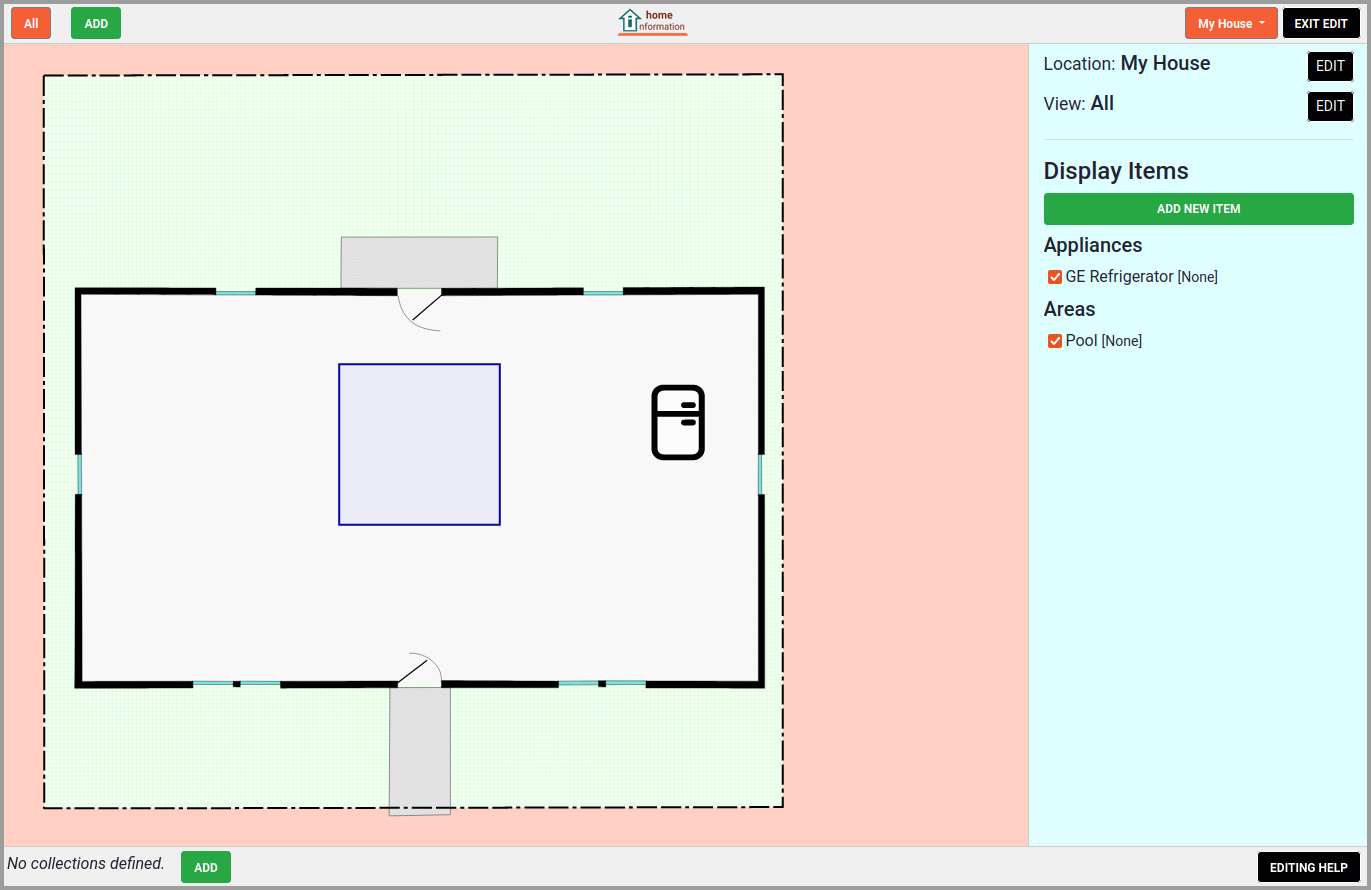 All
ADD
home
information
My House
EXIT EDIT
Location: My House
EDIT
View: All
EDIT
Display Items
ADD NEW ITEM
Appliances
GE Refrigerator [None]
Areas
Pool [None]
No collections defined.
ADD
EDITING HELP